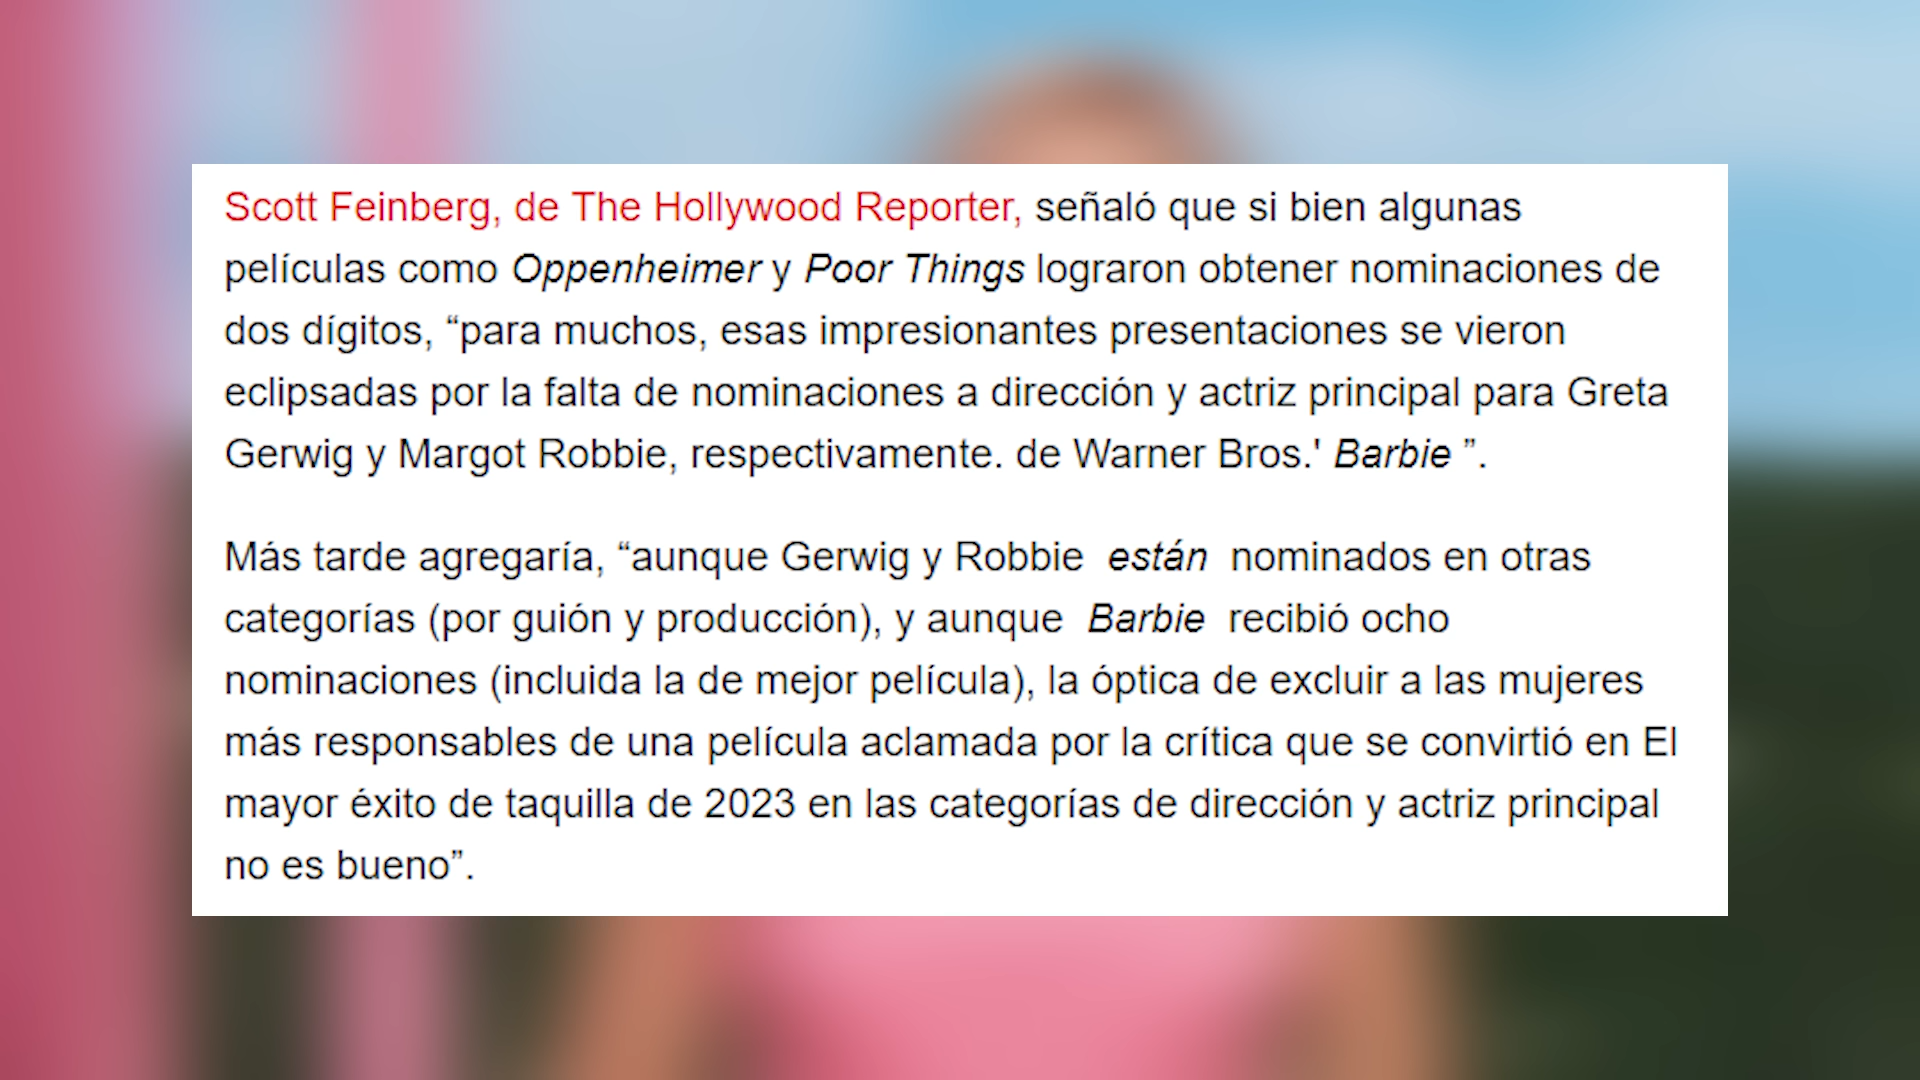 Scott Feinberg, de The Hollywood Reporter, señaló que si bien algunas
películas como Oppenheimer y Poor Things lograron obtener nominaciones de
dos dígitos, “para muchos, esas impresionantes presentaciones se vieron
eclipsadas por la falta de nominaciones a dirección y actriz principal para Greta
Gerwig y Margot Robbie, respectivamente. de Warner Bros.' Barbie ”.
Más tarde agregaría, “aunque Gerwig y Robbie están nominados en otras
categorías (por guión y producción), y aunque Barbie recibió ocho
nominaciones (incluida la de mejor película), la óptica de excluir a las mujeres
más responsables de una película aclamada por la crítica que se convirtió en El
mayor éxito de taquilla de 2023 en las categorías de dirección y actriz principal
no es bueno”.